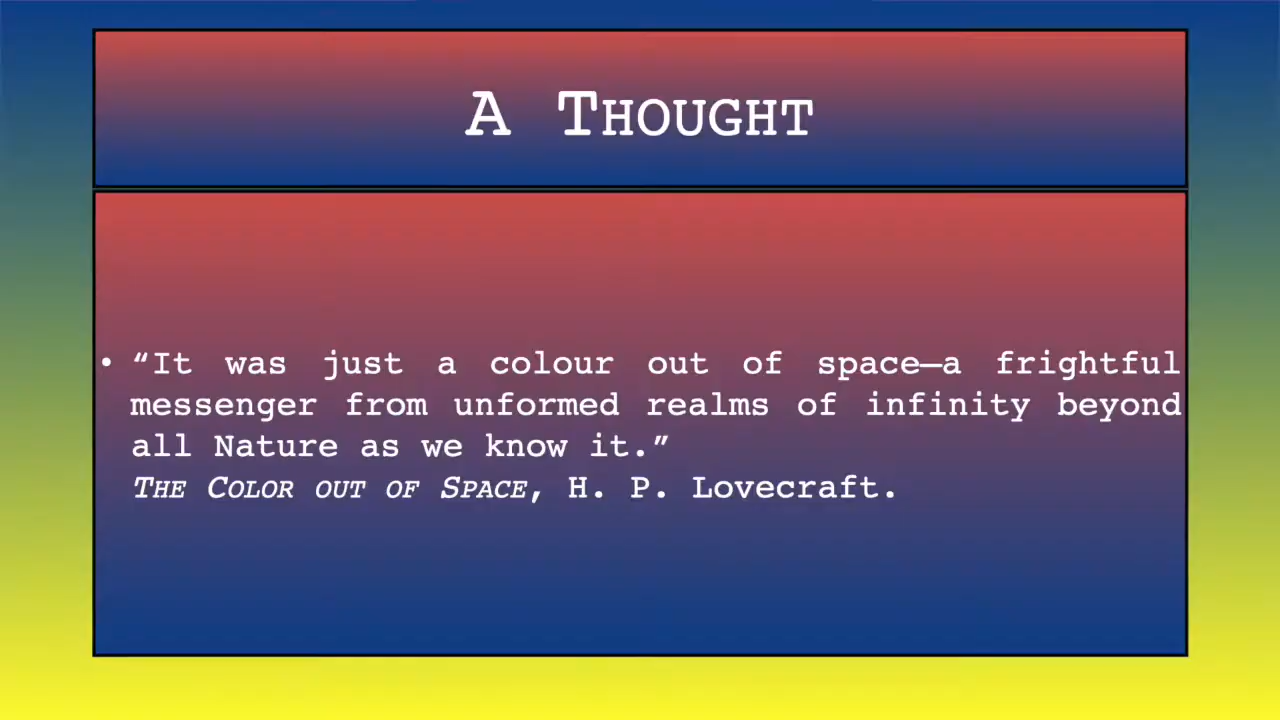 A THOUGHT
• “It was just a colour out of space—a frightful
messenger from unformed realms of infinity beyond
all Nature as we know it.”
THE COLOR OUT OF SPACE, H. P. Lovecraft.